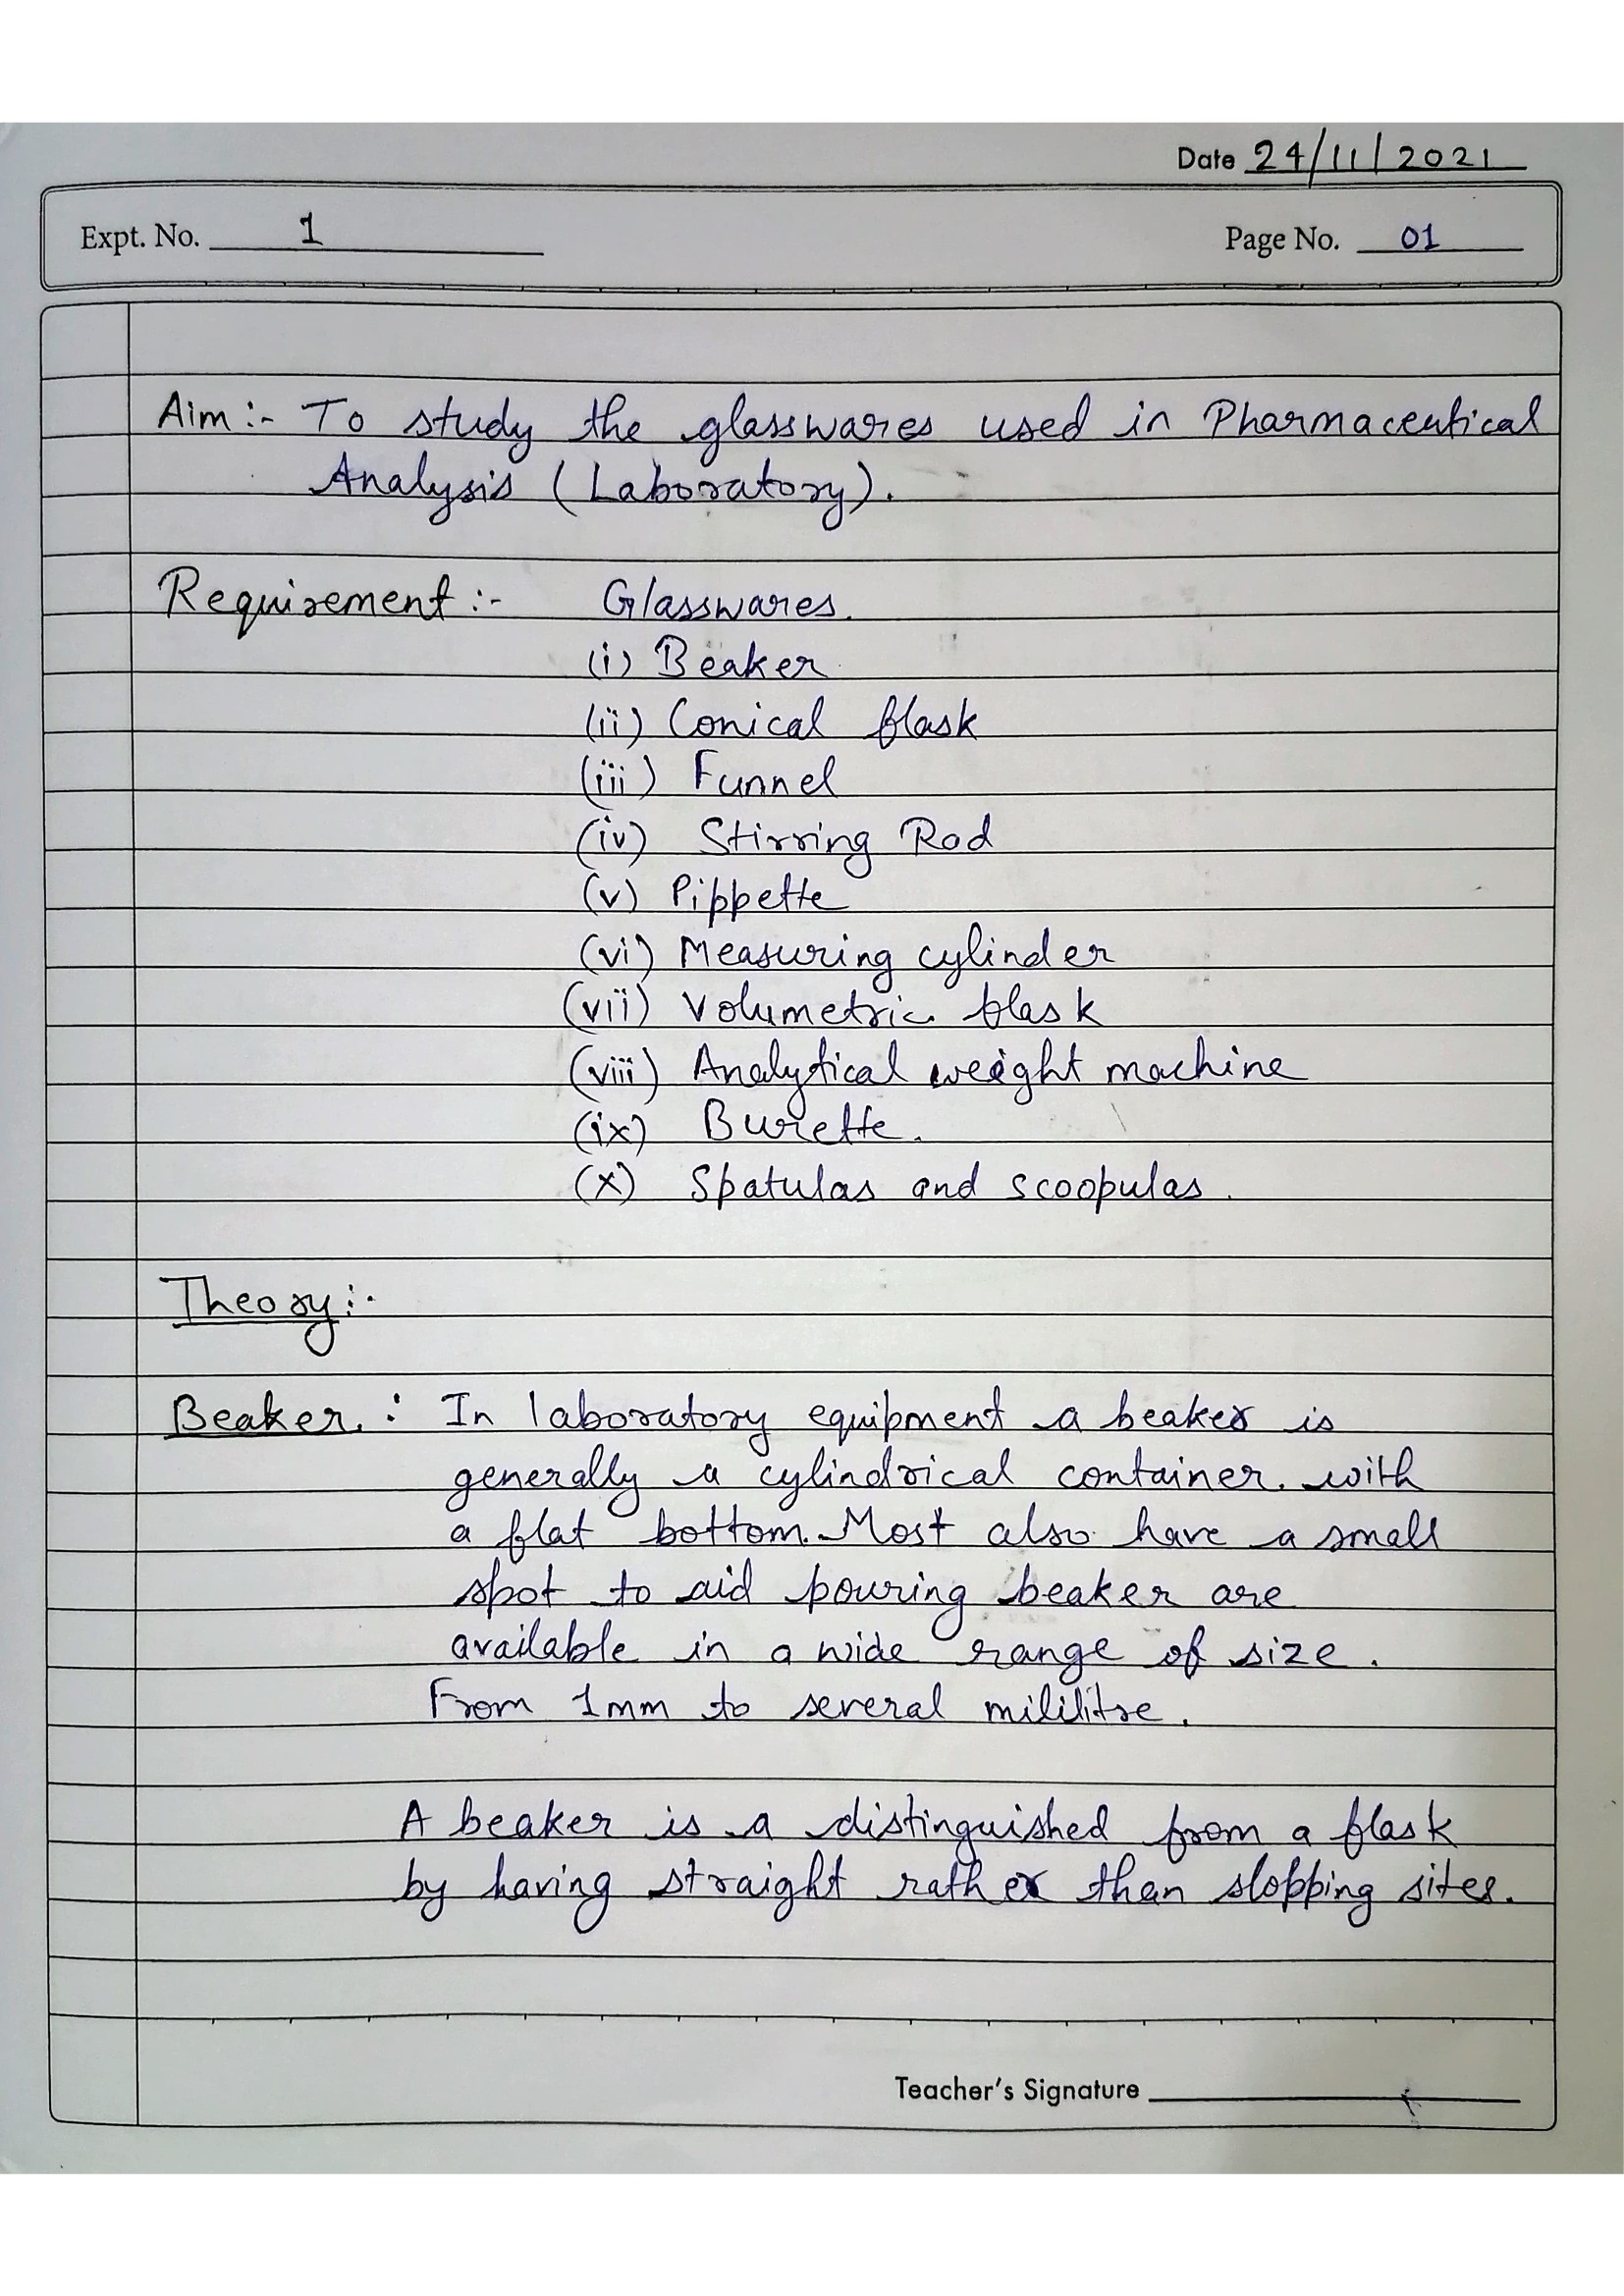 Date 24/11/2021
Expt. No. 1
Page No. 01
Aim :- To study the glasswares used in Pharmaceutical
Analysis (Laboratory).
Requirement :- Glasswares.
(i) Beaker
(ii) Conical flask
(iii) Funnel
(iv) Stirring Rod
(v) Pippette
(vi) Measuring cylinder
(vii) Volumetric flask
(viii) Analytical weight machine
(ix) Burette.
(x) Spatulas and scoopulas.
Theory :-
Beaker. : In laboratory equipment a beaker is
generally a cylindrical container. with
a flat bottom. Most also have a small
spot to aid pouring beaker are
available in a wide range of size.
From 1mm to several mililitre.
A beaker is a distinguished from a flask
by having straight rather than slopping sites.
Teacher's Signature